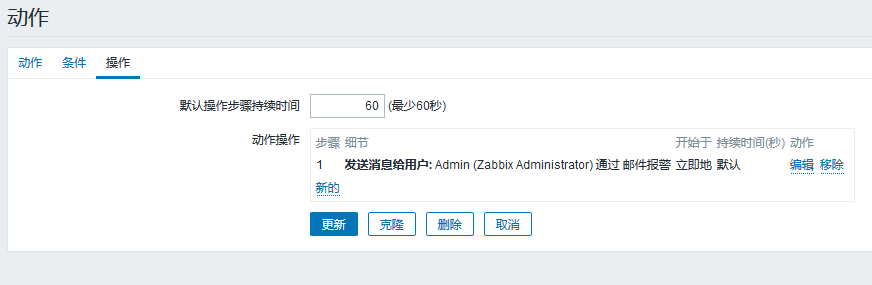 动作
动作 条件 操作
默认操作步骤持续时间 60 (最少60秒)
动作操作 步骤 细节 开始于 持续时间(秒) 动作
1 发送消息给用户: Admin (Zabbix Administrator) 通过 邮件报警 立即地 默认 编辑 移除
新的
更新 克隆 删除 取消